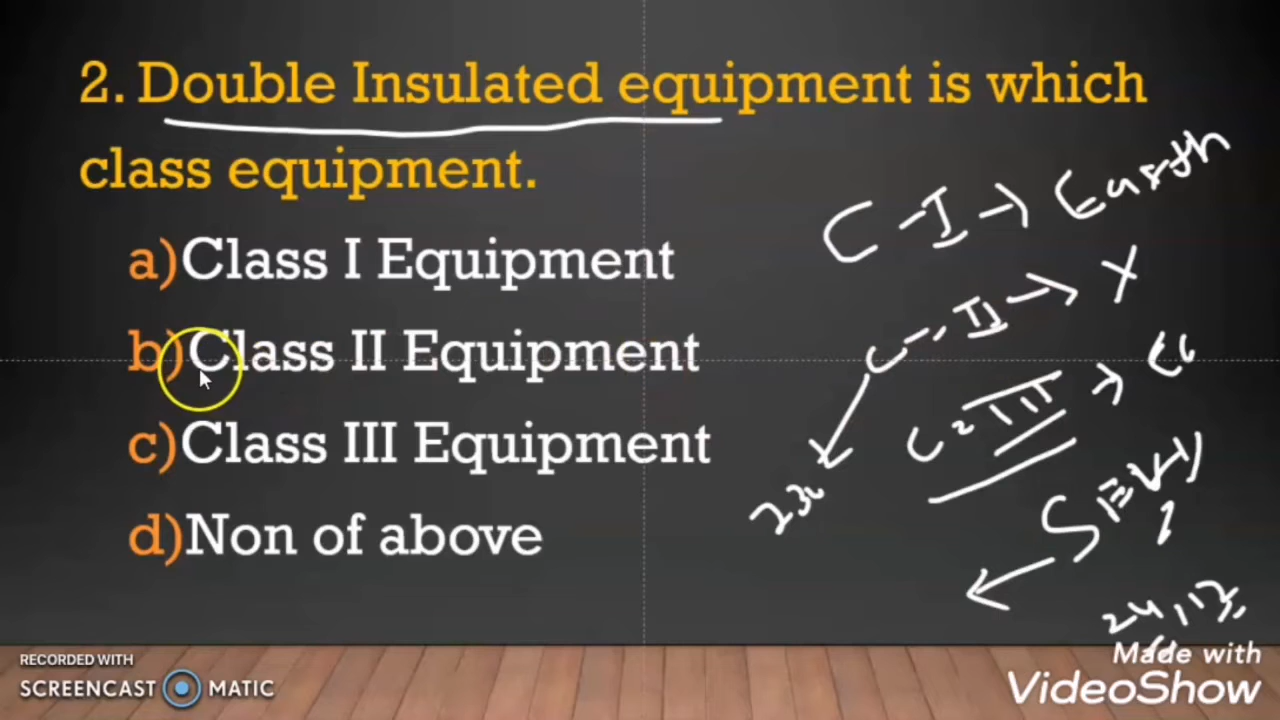 2. Double Insulated equipment is which
class equipment.
a)Class I Equipment
b)Class II Equipment
c)Class III Equipment
d)Non of above
C - I → Earth
C - II → X
230
SELV
RECORDED WITH
SCREENCAST MATIC
Made with
VideoShow